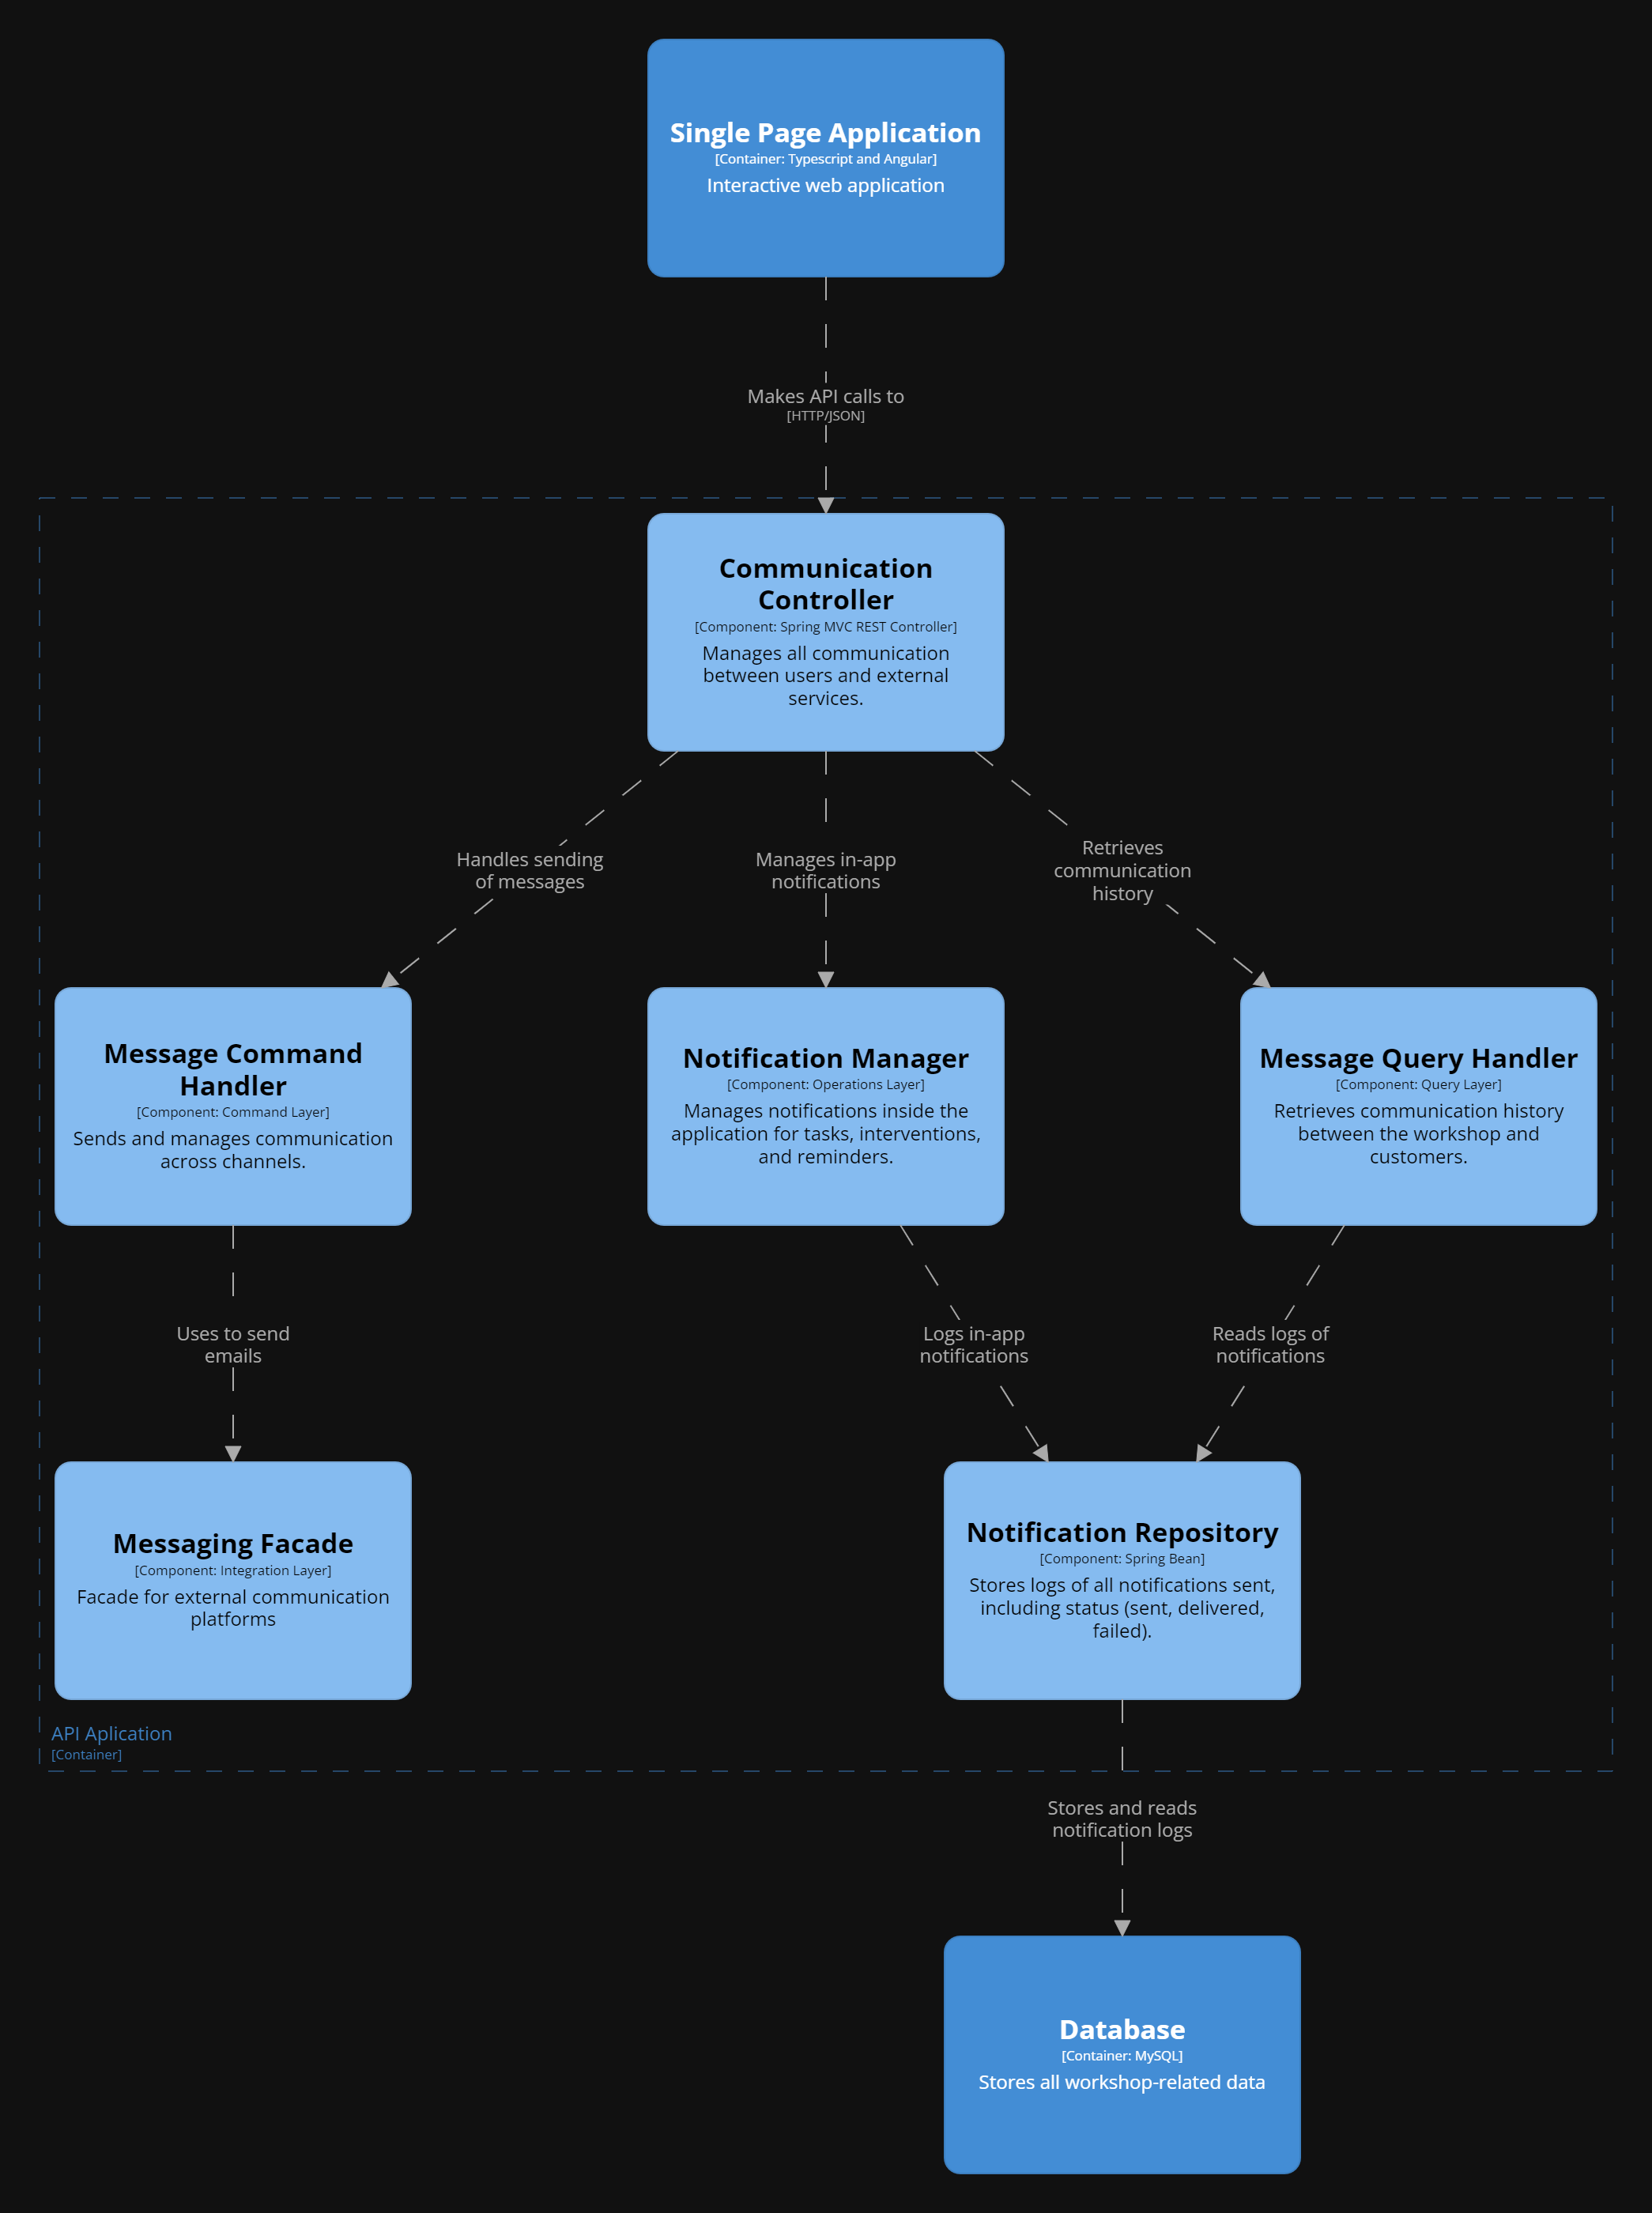 Single Page Application
[Container: Typescript and Angular]
Interactive web application
Makes API calls to
[HTTP/JSON]
Communication
Controller
[Component: Spring MVC REST Controller]
Manages all communication
between users and external
services.
Handles sending
of messages
Manages in-app
notifications
Retrieves
communication
history
Message Command
Handler
[Component: Command Layer]
Sends and manages communication
across channels.
Notification Manager
[Component: Operations Layer]
Manages notifications inside the
application for tasks, interventions,
and reminders.
Message Query Handler
[Component: Query Layer]
Retrieves communication history
between the workshop and
customers.
Uses to send
emails
Logs in-app
notifications
Reads logs of
notifications
Messaging Facade
[Component: Integration Layer]
Facade for external communication
platforms
Notification Repository
[Component: Spring Bean]
Stores logs of all notifications sent,
including status (sent, delivered,
failed).
API Aplication
[Container]
Stores and reads
notification logs
Database
[Container: MySQL]
Stores all workshop-related data